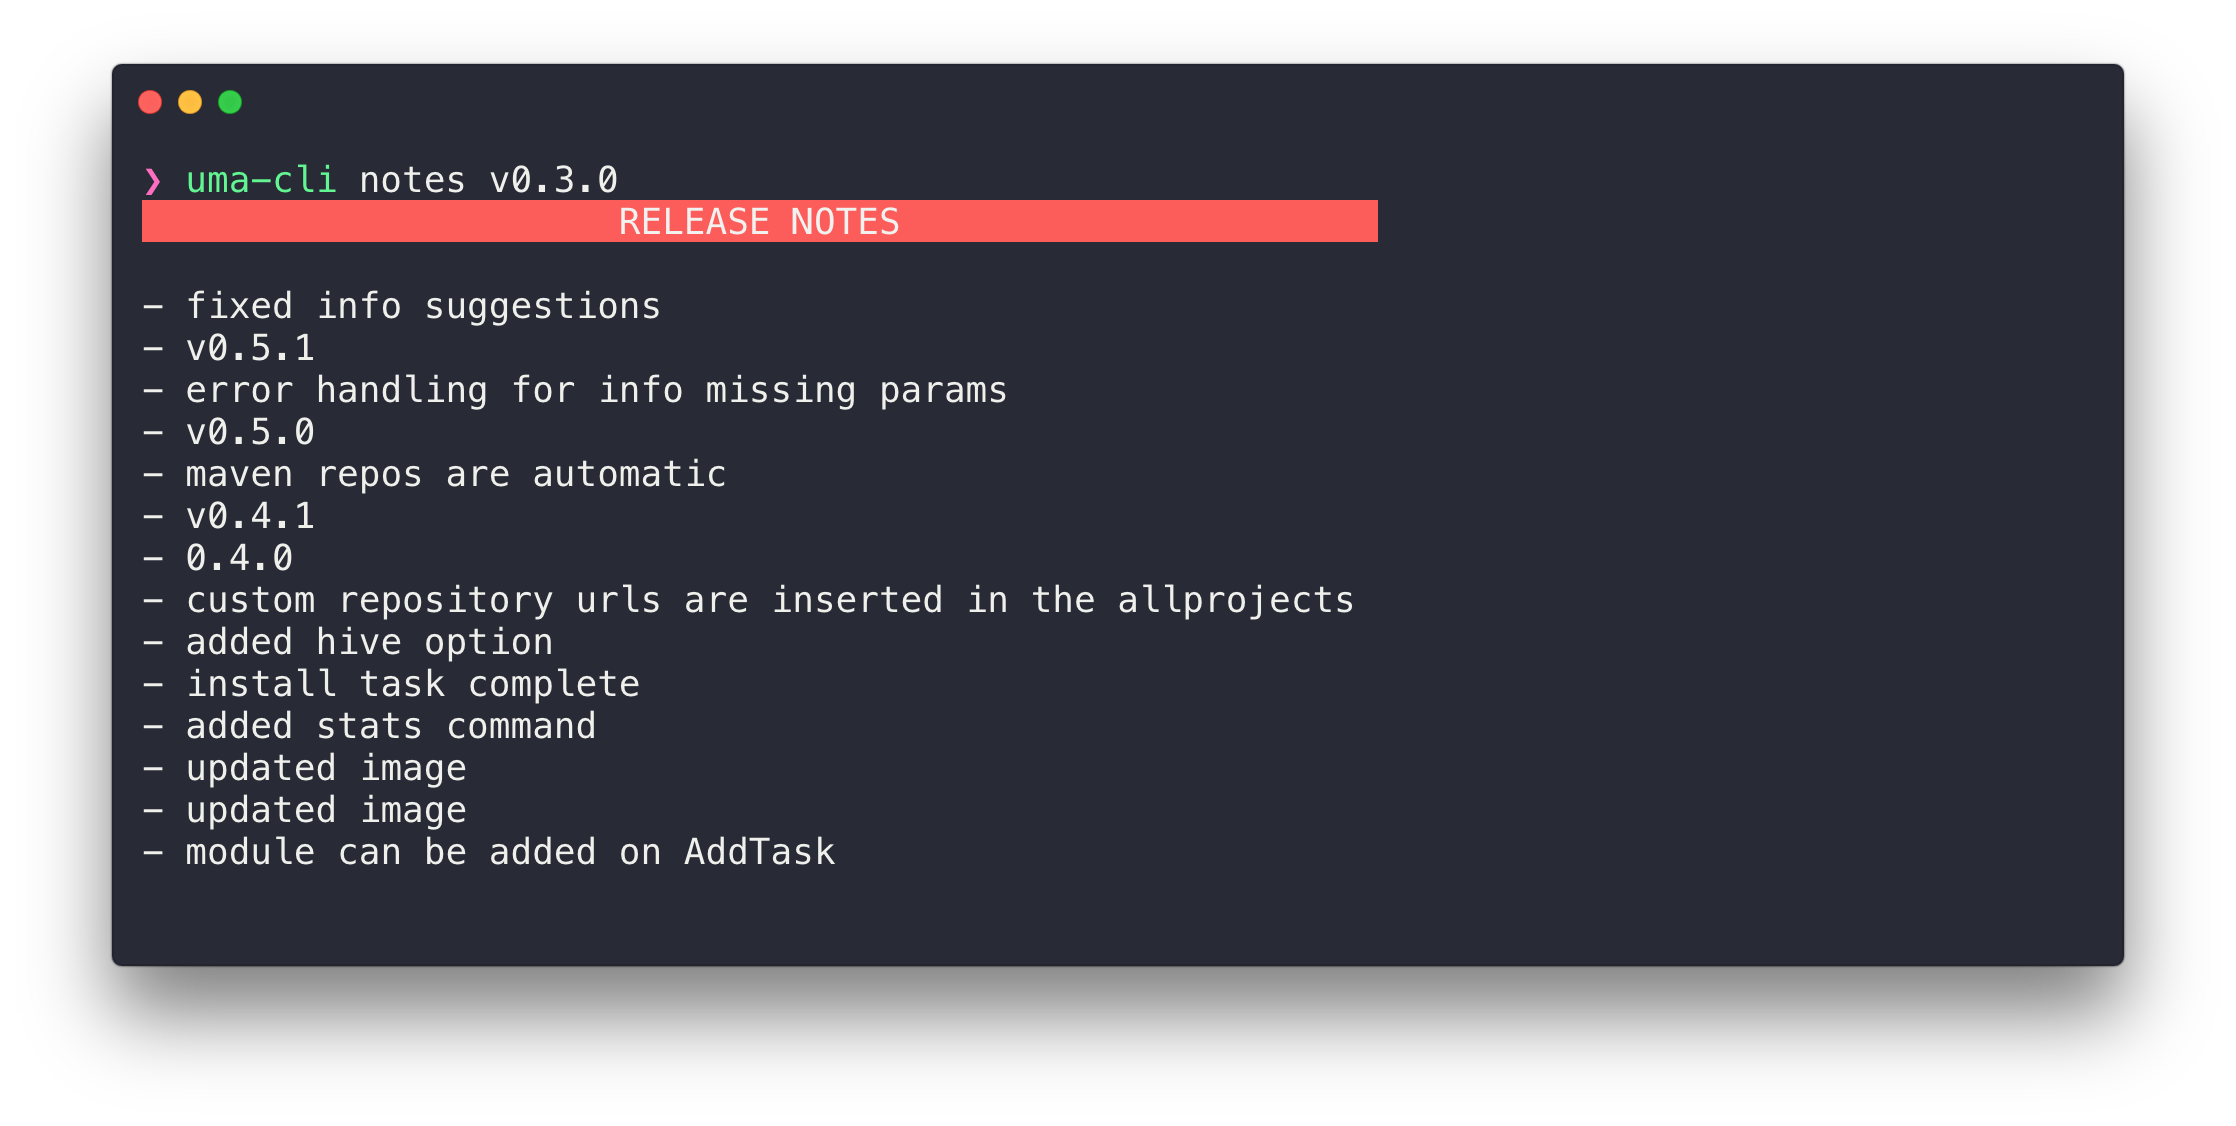 ❯ uma-cli notes v0.3.0
RELEASE NOTES
- fixed info suggestions
- v0.5.1
- error handling for info missing params
- v0.5.0
- maven repos are automatic
- v0.4.1
- 0.4.0
- custom repository urls are inserted in the allprojects
- added hive option
- install task complete
- added stats command
- updated image
- updated image
- module can be added on AddTask